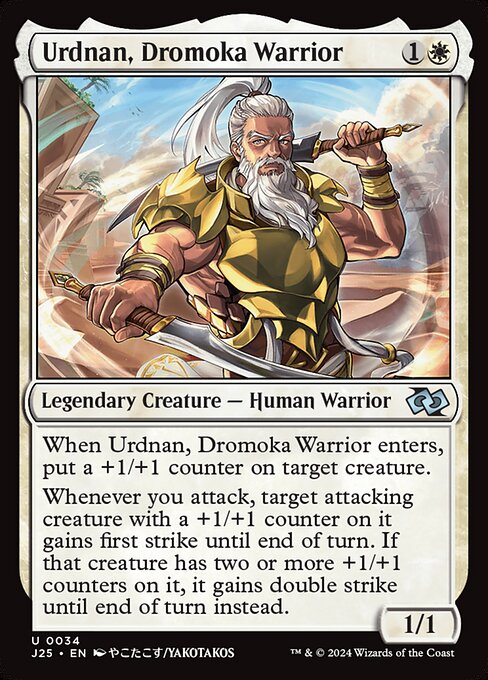 Urdnan, Dromoka Warrior 1
Legendary Creature — Human Warrior
When Urdnan, Dromoka Warrior enters,
put a +1/+1 counter on target creature.
Whenever you attack, target attacking
creature with a +1/+1 counter on it
gains first strike until end of turn. If
that creature has two or more +1/+1
counters on it, it gains double strike
until end of turn instead.
1/1
U 0034
J25 • EN やこたこす/YAKOTAKOS ™ & © 2024 Wizards of the Coast